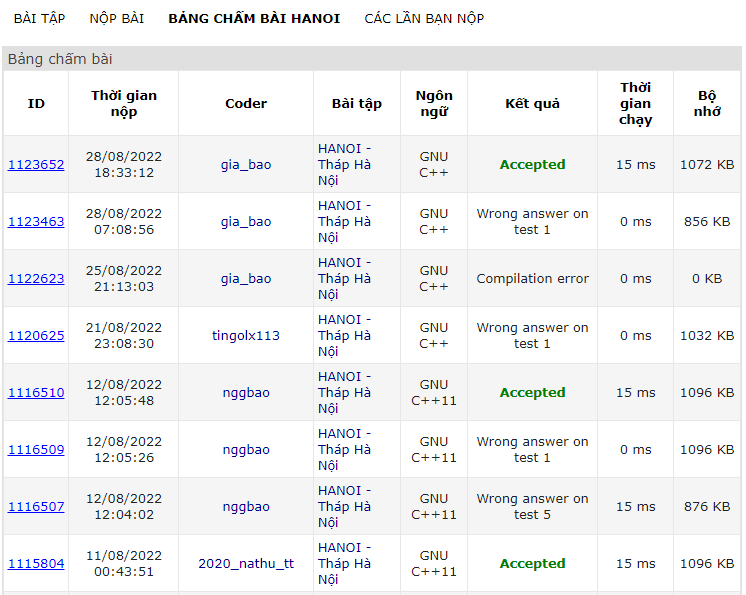 BÀI TẬP NỘP BÀI BẢNG CHẤM BÀI HANOI CÁC LẦN BẠN NỘP
Bảng chấm bài
ID Thời gian nộp Coder Bài tập Ngôn ngữ Kết quả Thời gian chạy Bộ nhớ
1123652 28/08/2022 18:33:12 gia_bao HANOI - Tháp Hà Nội GNU C++ Accepted 15 ms 1072 KB
1123463 28/08/2022 07:08:56 gia_bao HANOI - Tháp Hà Nội GNU C++ Wrong answer on test 1 0 ms 856 KB
1122623 25/08/2022 21:13:03 gia_bao HANOI - Tháp Hà Nội GNU C++ Compilation error 0 ms 0 KB
1120625 21/08/2022 23:08:30 tingolx113 HANOI - Tháp Hà Nội GNU C++ Wrong answer on test 1 0 ms 1032 KB
1116510 12/08/2022 12:05:48 nggbao HANOI - Tháp Hà Nội GNU C++11 Accepted 15 ms 1096 KB
1116509 12/08/2022 12:05:26 nggbao HANOI - Tháp Hà Nội GNU C++11 Wrong answer on test 1 0 ms 1096 KB
1116507 12/08/2022 12:04:02 nggbao HANOI - Tháp Hà Nội GNU C++11 Wrong answer on test 5 15 ms 876 KB
1115804 11/08/2022 00:43:51 2020_nathu_tt HANOI - Tháp Hà Nội GNU C++11 Accepted 15 ms 1096 KB